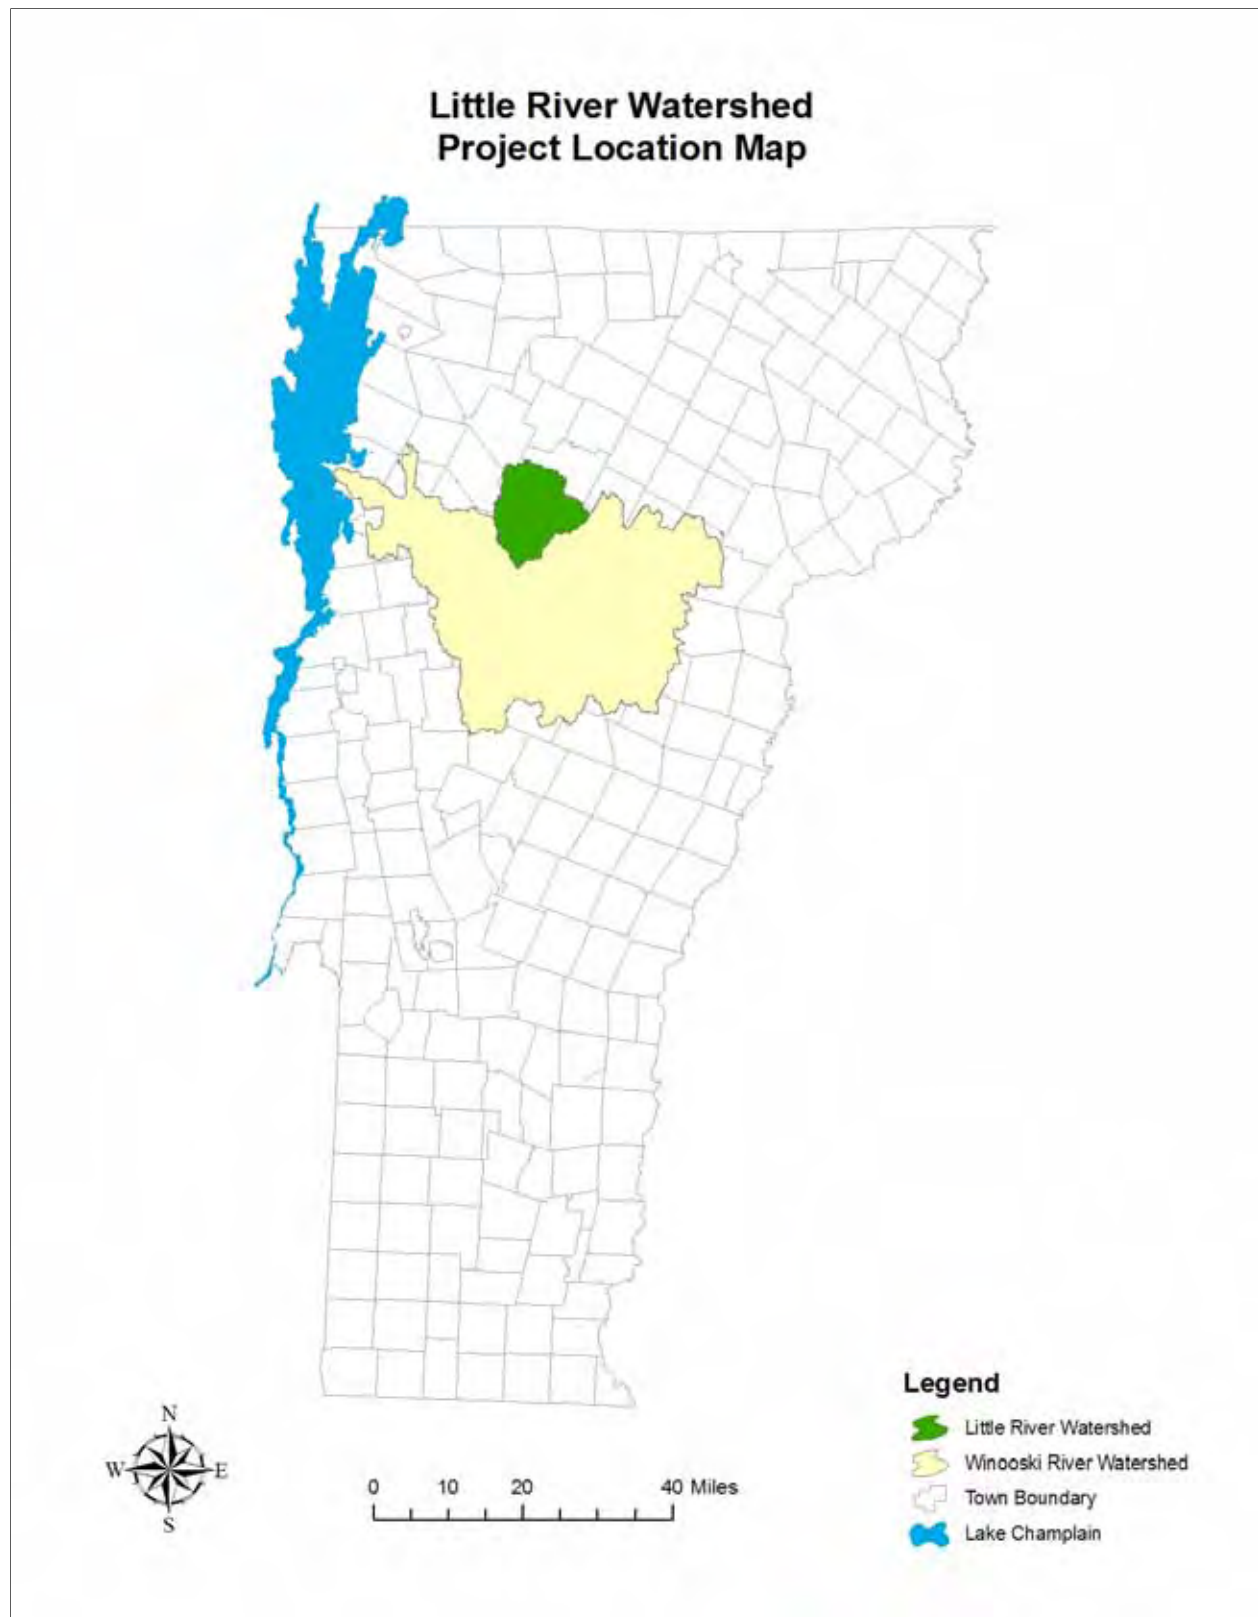 Little River Watershed
Project Location Map
Legend
Little River Watershed
Winooski River Watershed
Town Boundary
Lake Champlain
N
W E
S
0 10 20 40 Miles